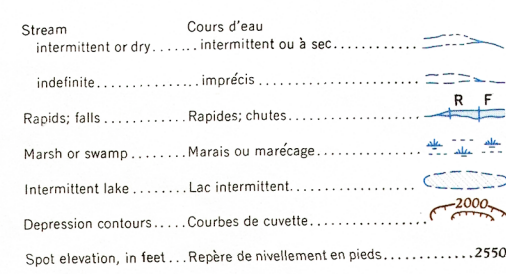 Stream Cours d'eau
intermittent or dry....... intermittent ou à sec............
indefinite.............. imprécis ..........................
R F
Rapids; falls ........... Rapides; chutes..................
Marsh or swamp ........ Marais ou marécage...............
Intermittent lake ........ Lac intermittent.................
2000
Depression contours..... Courbes de cuvette...............
Spot elevation, in feet ... Repère de nivellement en pieds............ 2550